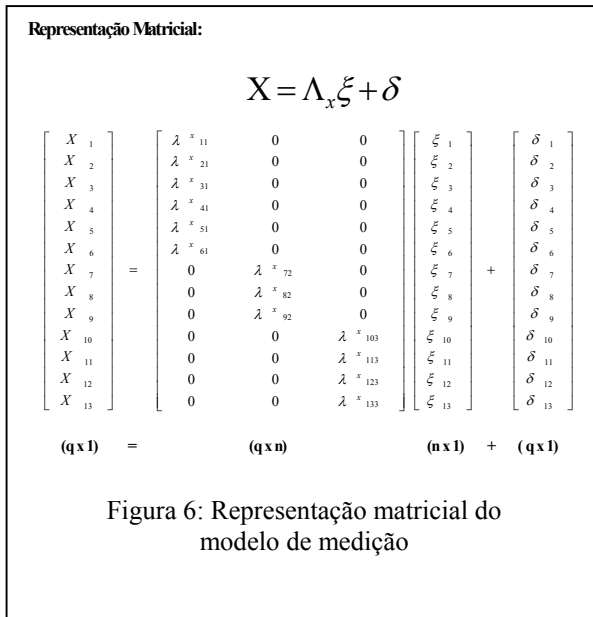 Representação Matricial:
X = Λx ξ + δ
X 1 λ x 11 0 0 ξ 1 δ 1
X 2 λ x 21 0 0 ξ 2 δ 2
X 3 λ x 31 0 0 ξ 3 δ 3
X 4 λ x 41 0 0 ξ 4 δ 4
X 5 λ x 51 0 0 ξ 5 δ 5
X 6 λ x 61 0 0 ξ 6 δ 6
X 7 = 0 λ x 72 0 ξ 7 + δ 7
X 8 0 λ x 82 0 ξ 8 δ 8
X 9 0 λ x 92 0 ξ 9 δ 9
X 10 0 0 λ x 103 ξ 10 δ 10
X 11 0 0 λ x 113 ξ 11 δ 11
X 12 0 0 λ x 123 ξ 12 δ 12
X 13 0 0 λ x 133 ξ 13 δ 13
(q x 1) = (q x n) (n x 1) + ( q x 1)
Figura 6: Representação matricial do
modelo de medição